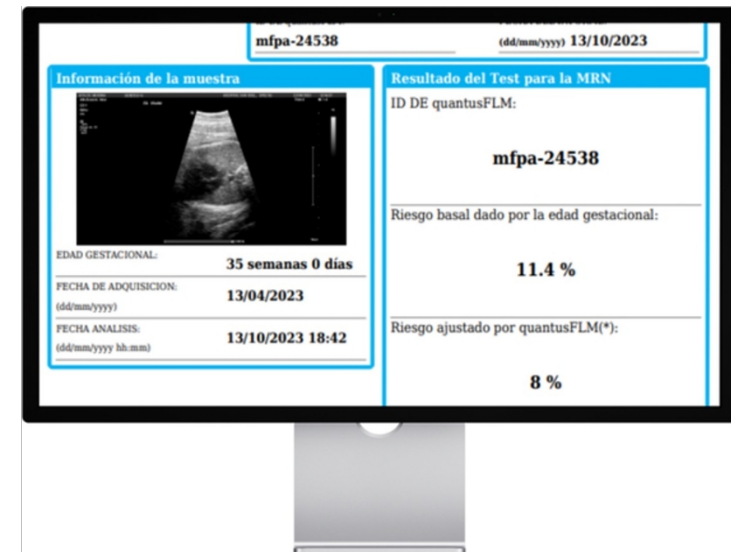 mfpa-24538
(dd/mm/yyyy) 13/10/2023
Información de la muestra
EDAD GESTACIONAL:
35 semanas 0 días
FECHA DE ADQUISICION:
(dd/mm/yyyy)
13/04/2023
FECHA ANALISIS:
(dd/mm/yyyy hh:mm)
13/10/2023 18:42
Resultado del Test para la MRN
ID DE quantusFLM:
mfpa-24538
Riesgo basal dado por la edad gestacional:
11.4 %
Riesgo ajustado por quantusFLM(*):
8 %